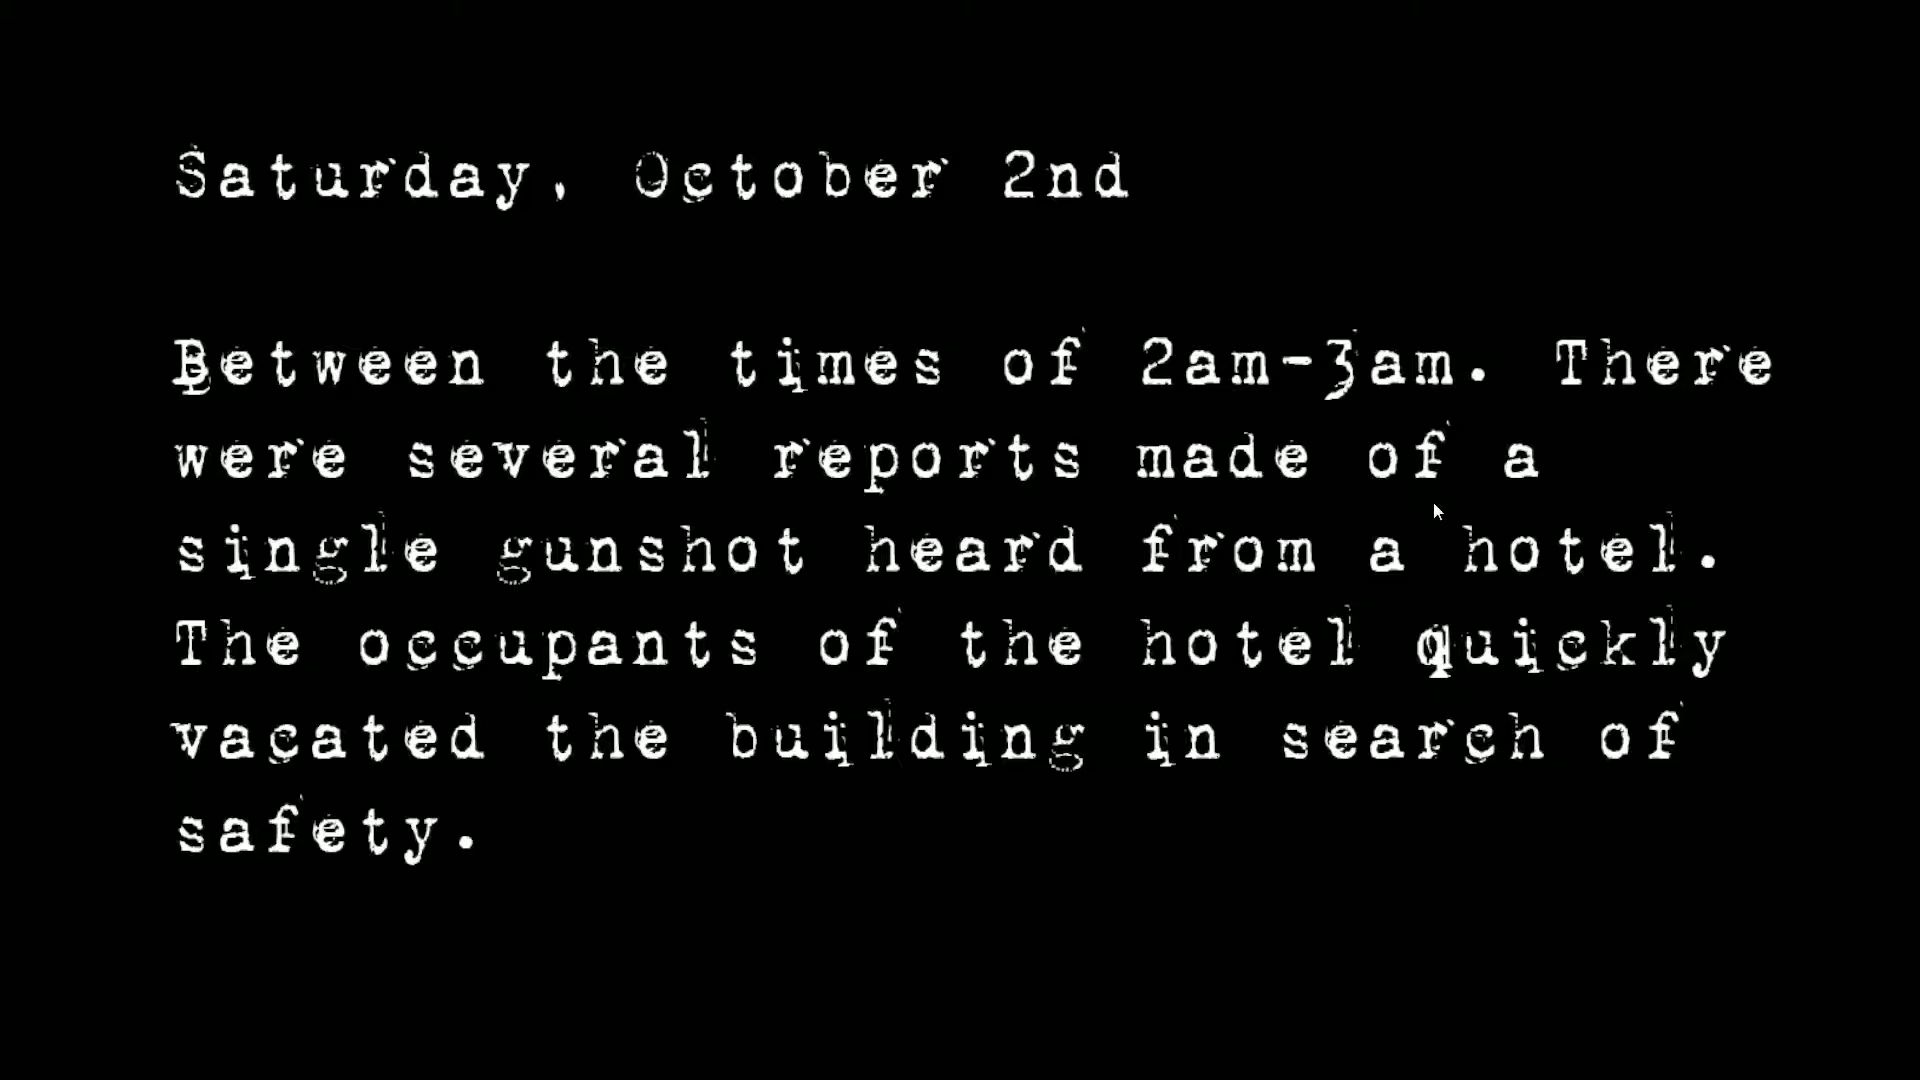 Saturday, October 2nd
Between the times of 2am-3am. There
were several reports made of a
single gunshot heard from a hotel.
The occupants of the hotel quickly
vacated the building in search of
safety.